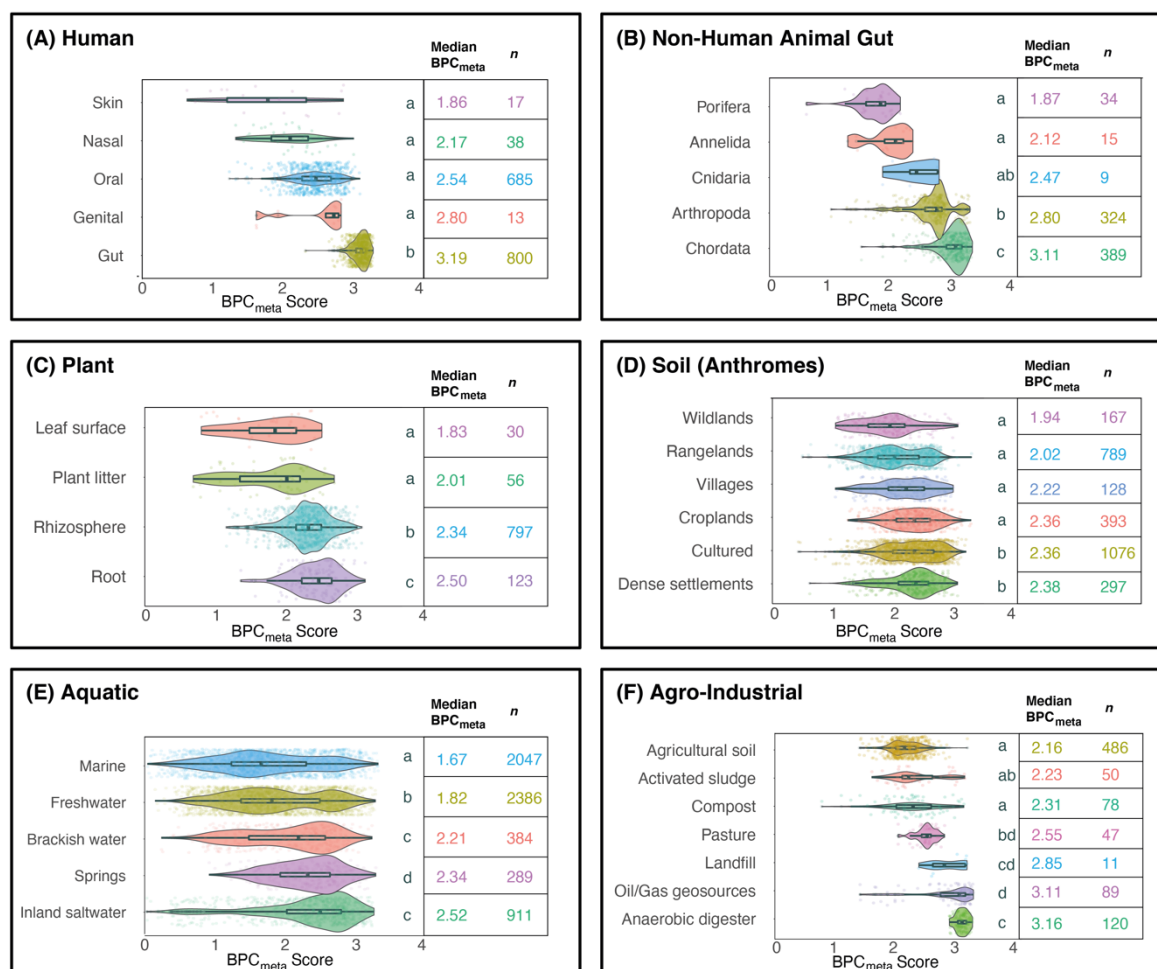 (A) Human
Median BPCmeta n
Skin a 1.86 17
Nasal a 2.17 38
Oral a 2.54 685
Genital a 2.80 13
Gut b 3.19 800
0 1 2 3 4
BPCmeta Score
(B) Non-Human Animal Gut
Median BPCmeta n
Porifera a 1.87 34
Annelida a 2.12 15
Cnidaria ab 2.47 9
Arthropoda b 2.80 324
Chordata c 3.11 389
0 1 2 3 4
BPCmeta Score
(C) Plant
Median BPCmeta n
Leaf surface a 1.83 30
Plant litter a 2.01 56
Rhizosphere b 2.34 797
Root c 2.50 123
0 1 2 3 4
BPCmeta Score
(D) Soil (Anthromes)
Median BPCmeta n
Wildlands a 1.94 167
Rangelands a 2.02 789
Villages a 2.22 128
Croplands a 2.36 393
Cultured b 2.36 1076
Dense settlements b 2.38 297
0 1 2 3 4
BPCmeta Score
(E) Aquatic
Median BPCmeta n
Marine a 1.67 2047
Freshwater b 1.82 2386
Brackish water c 2.21 384
Springs d 2.34 289
Inland saltwater c 2.52 911
0 1 2 3 4
BPCmeta Score
(F) Agro-Industrial
Median BPCmeta n
Agricultural soil a 2.16 486
Activated sludge ab 2.23 50
Compost a 2.31 78
Pasture bd 2.55 47
Landfill cd 2.85 11
Oil/Gas geosources d 3.11 89
Anaerobic digester c 3.16 120
0 1 2 3 4
BPCmeta Score